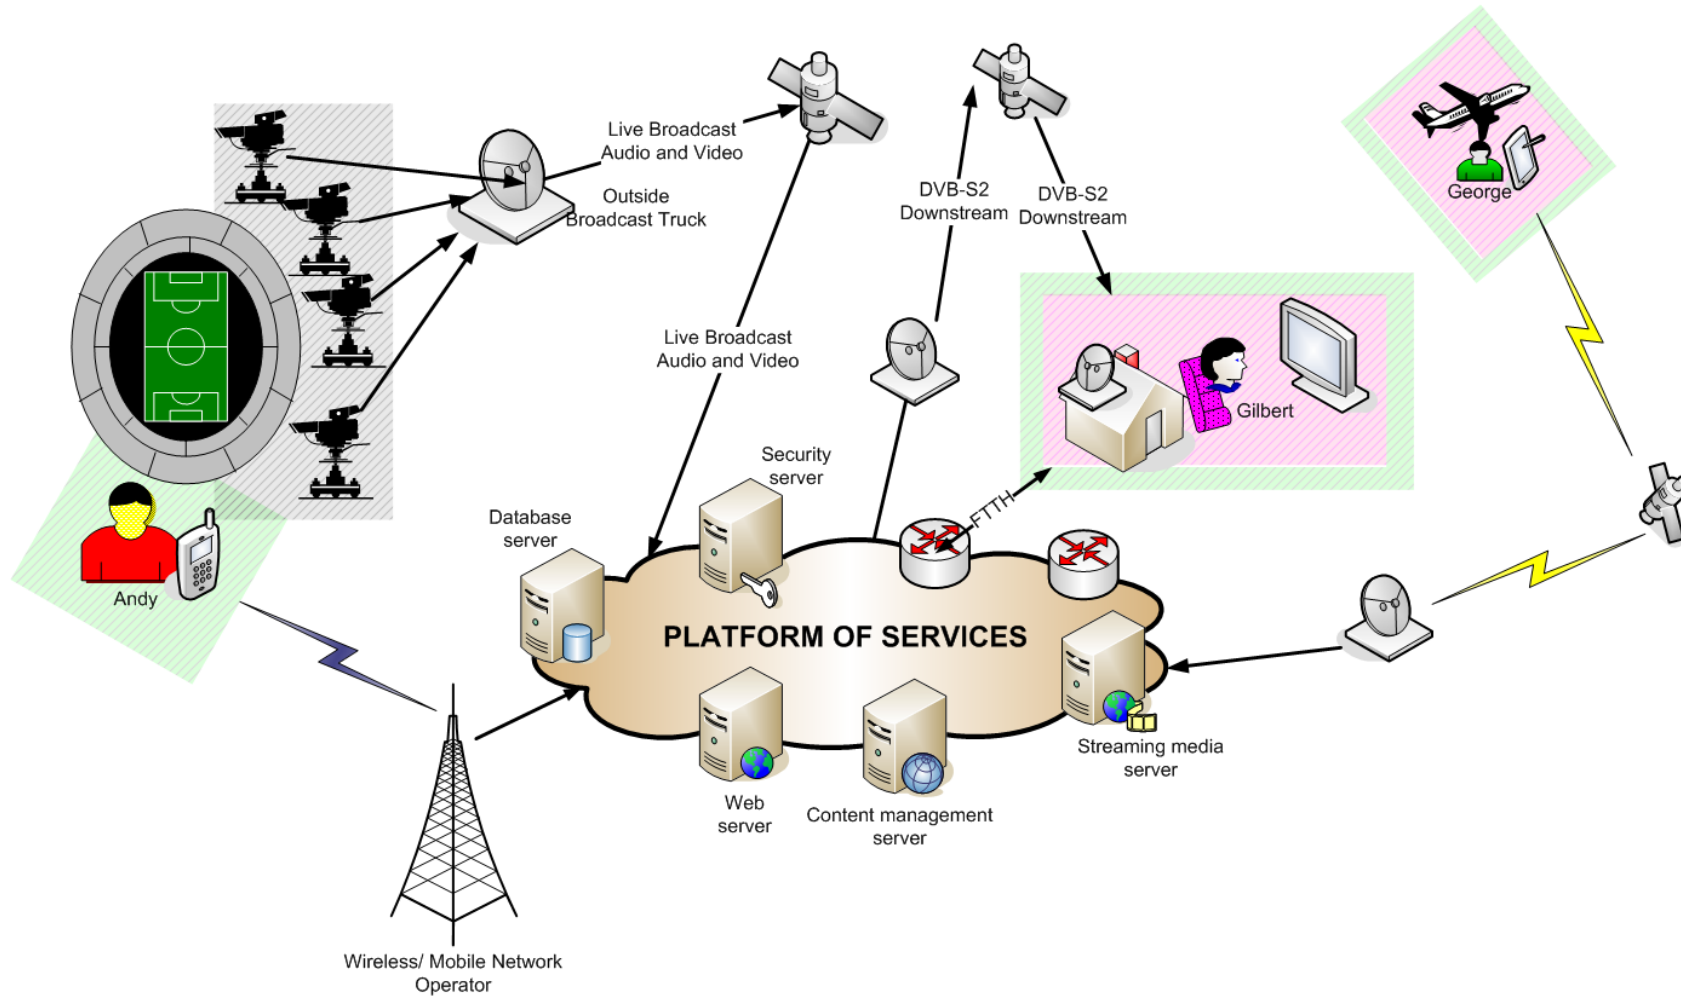 Live Broadcast
Audio and Video
Outside
Broadcast Truck
DVB-S2
Downstream
DVB-S2
Downstream
George
Live Broadcast
Audio and Video
Gilbert
Security
server
FTTH
Database
server
Andy
PLATFORM OF SERVICES
Streaming media
server
Web
server
Content management
server
Wireless/ Mobile Network
Operator